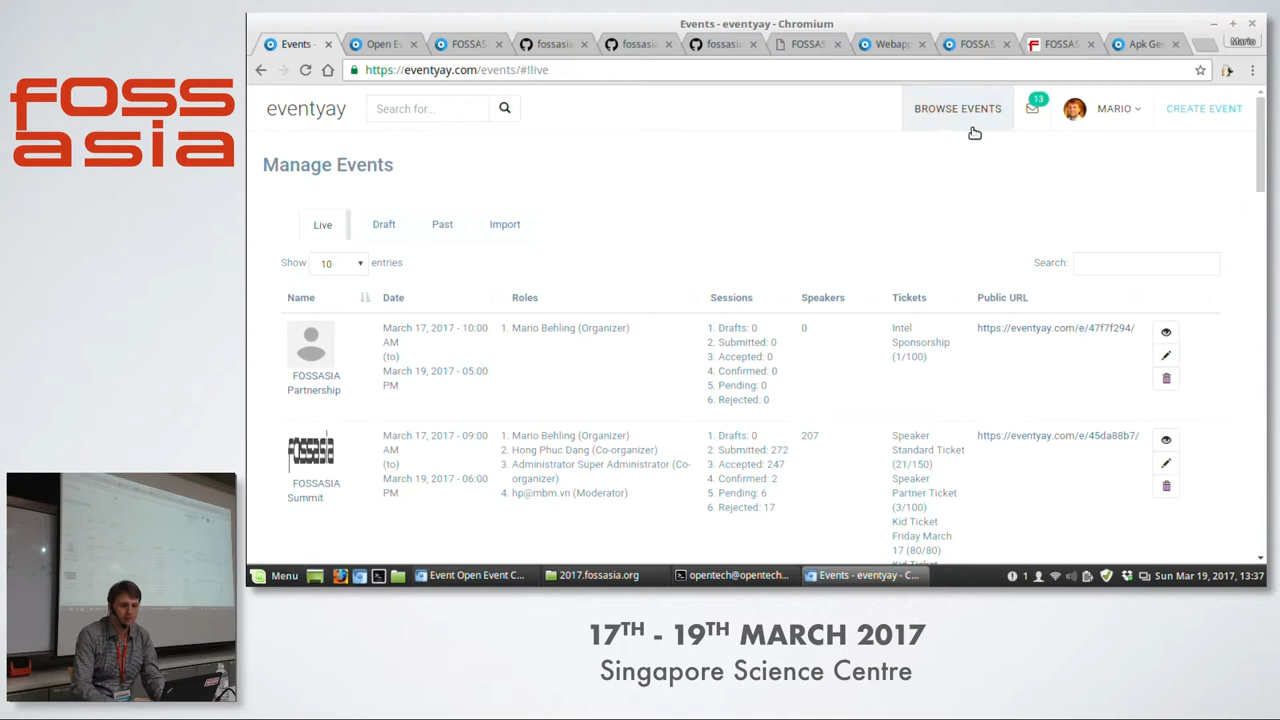 foss
asia
Events - eventyay - Chromium
Events -
Open Ev
FOSSAS
fossasia
fossasi
fossasi
FOSSAS
Webapp
FOSSAS
FOSSAS
Apk Ge
Mario
https://eventyay.com/events/#!live
eventyay
Search for...
BROWSE EVENTS
13
MARIO
CREATE EVENT
Manage Events
Live
Draft
Past
Import
Show 10 entries
Search:
Name
Date
Roles
Sessions
Speakers
Tickets
Public URL
FOSSASIA
Partnership
March 17, 2017 - 10:00
AM
(to)
March 19, 2017 - 05:00
PM
1. Mario Behling (Organizer)
1. Drafts: 0
2. Submitted: 0
3. Accepted: 0
4. Confirmed: 0
5. Pending: 0
6. Rejected: 0
0
Intel
Sponsorship
(1/100)
https://eventyay.com/e/47f7f294/
fossasia
FOSSASIA
Summit
March 17, 2017 - 09:00
AM
(to)
March 19, 2017 - 06:00
PM
1. Mario Behling (Organizer)
2. Hong Phuc Dang (Co-organizer)
3. Administrator Super Administrator (Co-
organizer)
4. hp@mbm.vn (Moderator)
1. Drafts: 0
2. Submitted: 272
3. Accepted: 247
4. Confirmed: 2
5. Pending: 6
6. Rejected: 17
207
Speaker
Standard Ticket
(21/150)
Speaker
Partner Ticket
(3/100)
Kid Ticket
Friday March
17 (80/80)
Kid Ticket
https://eventyay.com/e/45da88b7/
Menu
Event Open Event C...
2017.fossasia.org
opentech@opentech...
Events - eventyay - C...
1
Sun Mar 19, 2017, 13:37
17TH - 19TH MARCH 2017
Singapore Science Centre